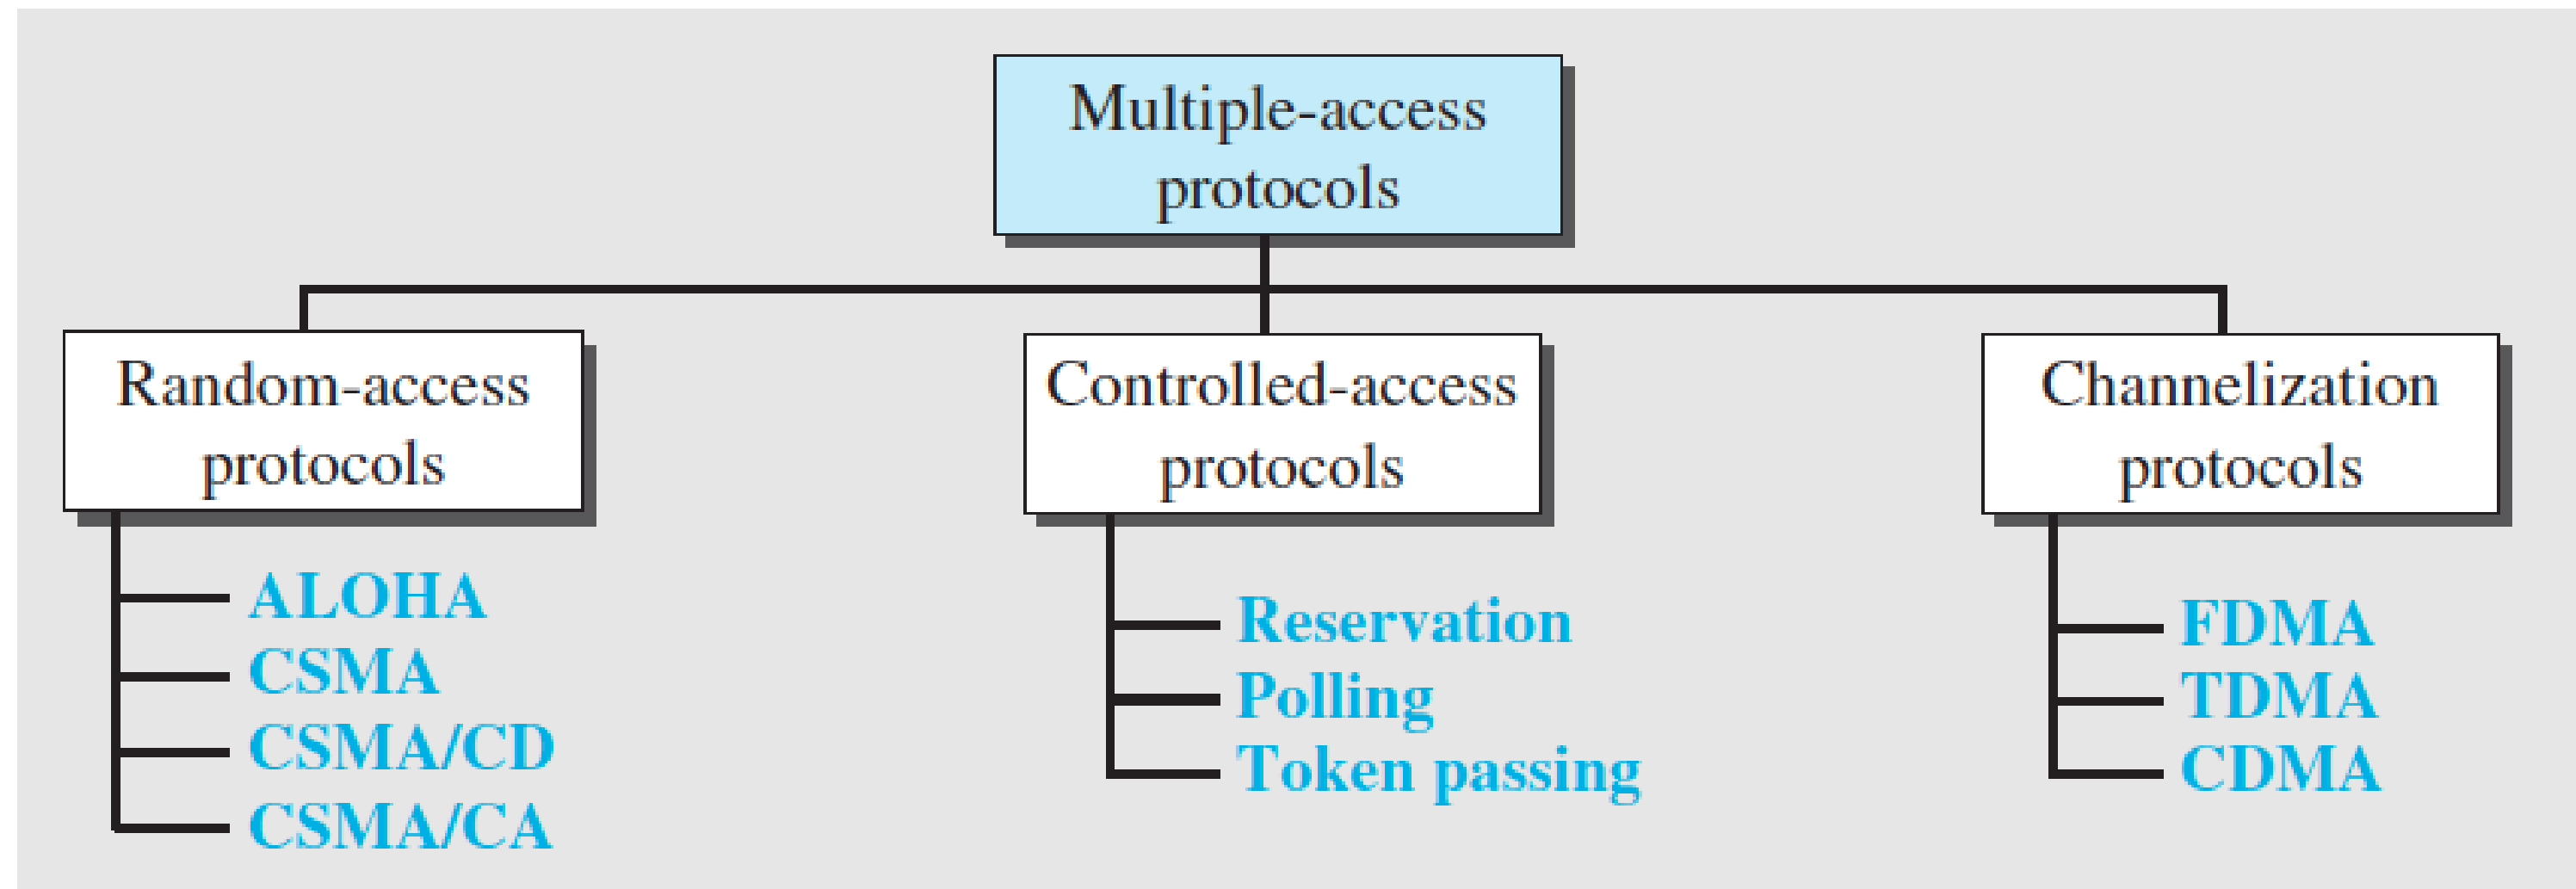 Multiple-access
protocols
Random-access
protocols
ALOHA
CSMA
CSMA/CD
CSMA/CA
Controlled-access
protocols
Reservation
Polling
Token passing
Channelization
protocols
FDMA
TDMA
CDMA